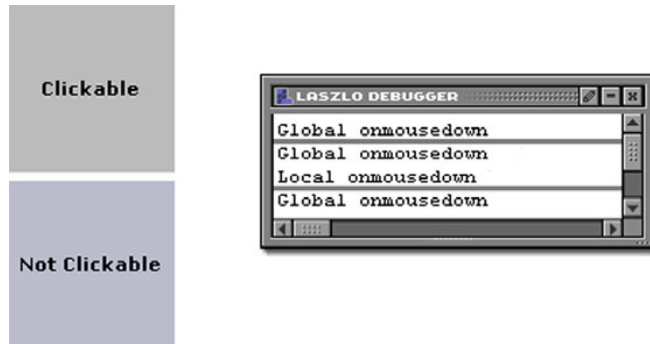 Clickable
Not Clickable
LASZLO DEBUGGER
Global onmousedown
Global onmousedown
Local onmousedown
Global onmousedown